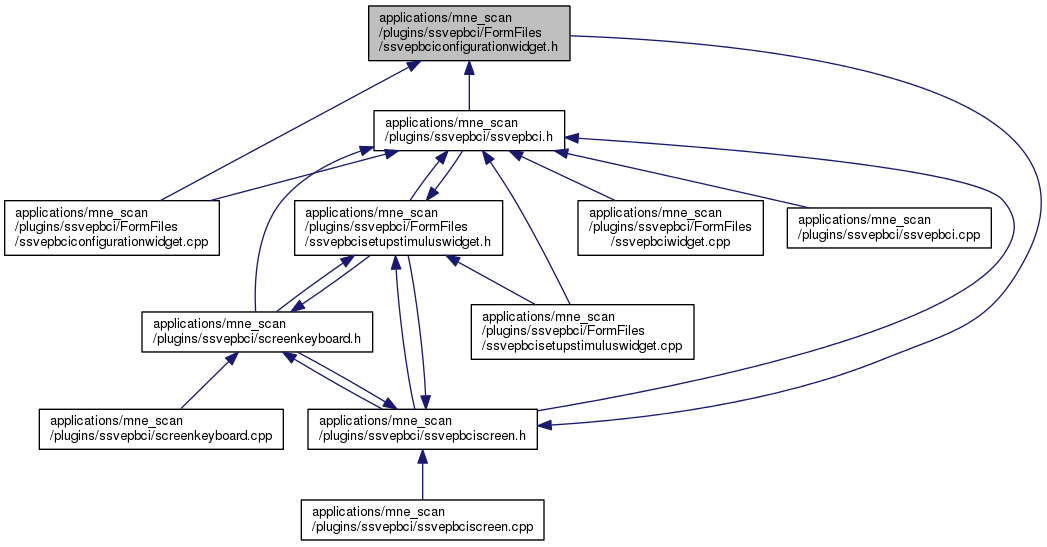 applications/mne_scan
/plugins/ssvepbci/FormFiles
/ssvepbciconfigurationwidget.h
applications/mne_scan
/plugins/ssvepbci/ssvepbci.h
applications/mne_scan
/plugins/ssvepbci/FormFiles
/ssvepbciconfigurationwidget.cpp
applications/mne_scan
/plugins/ssvepbci/FormFiles
/ssvepbcisetupstimuluswidget.h
applications/mne_scan
/plugins/ssvepbci/FormFiles
/ssvepbciwidget.cpp
applications/mne_scan
/plugins/ssvepbci/ssvepbci.cpp
applications/mne_scan
/plugins/ssvepbci/screenkeyboard.h
applications/mne_scan
/plugins/ssvepbci/FormFiles
/ssvepbcisetupstimuluswidget.cpp
applications/mne_scan
/plugins/ssvepbci/screenkeyboard.cpp
applications/mne_scan
/plugins/ssvepbci/ssvepbciscreen.h
applications/mne_scan
/plugins/ssvepbci/ssvepbciscreen.cpp